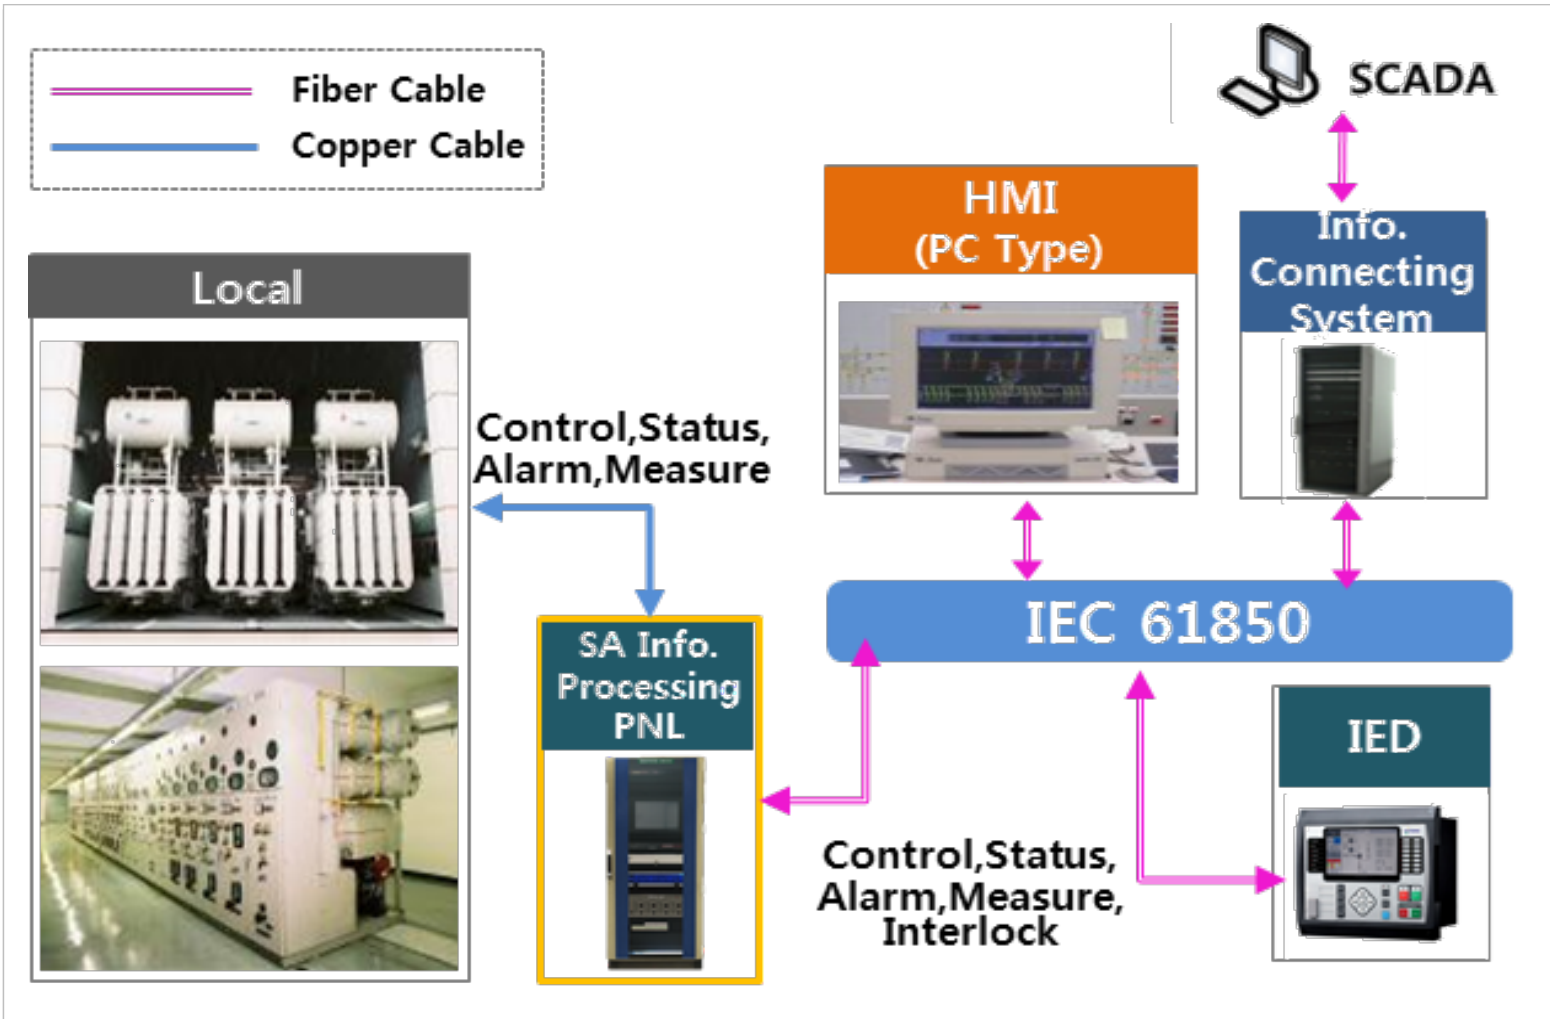 Fiber Cable
Copper Cable
SCADA
HMI
(PC Type)
Info.
Connecting
System
Local
Control,Status,
Alarm,Measure
IEC 61850
SA Info.
Processing
PNL
IED
Control,Status,
Alarm,Measure,
Interlock